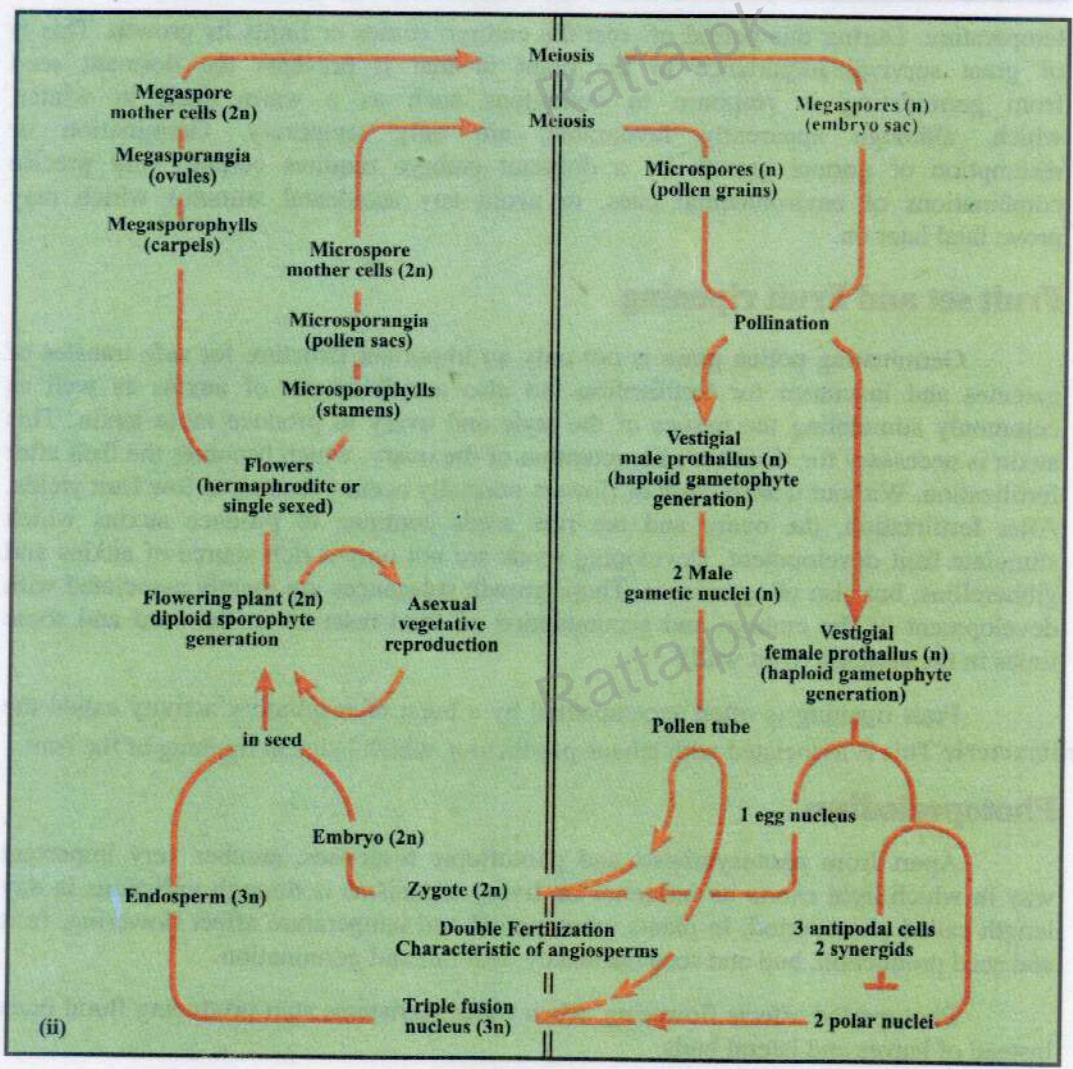 Meiosis
Megaspore
mother cells (2n)
Meiosis
Megaspores (n)
(embryo sac)
Megasporangia
(ovules)
Microspores (n)
(pollen grains)
Megasporophylls
(carpels)
Microspore
mother cells (2n)
Microsporangia
(pollen sacs)
Pollination
Microsporophylls
(stamens)
Vestigial
male prothallus (n)
(haploid gametophyte
generation)
Flowers
(hermaphrodite or
single sexed)
2 Male
gametic nuclei (n)
Flowering plant (2n)
diploid sporophyte
generation
Asexual
vegetative
reproduction
Vestigial
female prothallus (n)
(haploid gametophyte
generation)
Pollen tube
in seed
1 egg nucleus
Embryo (2n)
Endosperm (3n)
Zygote (2n)
Double Fertilization
Characteristic of angiosperms
3 antipodal cells
2 synergids
Triple fusion
nucleus (3n)
2 polar nuclei
(ii)
Ratta.pk
Ratta.pk